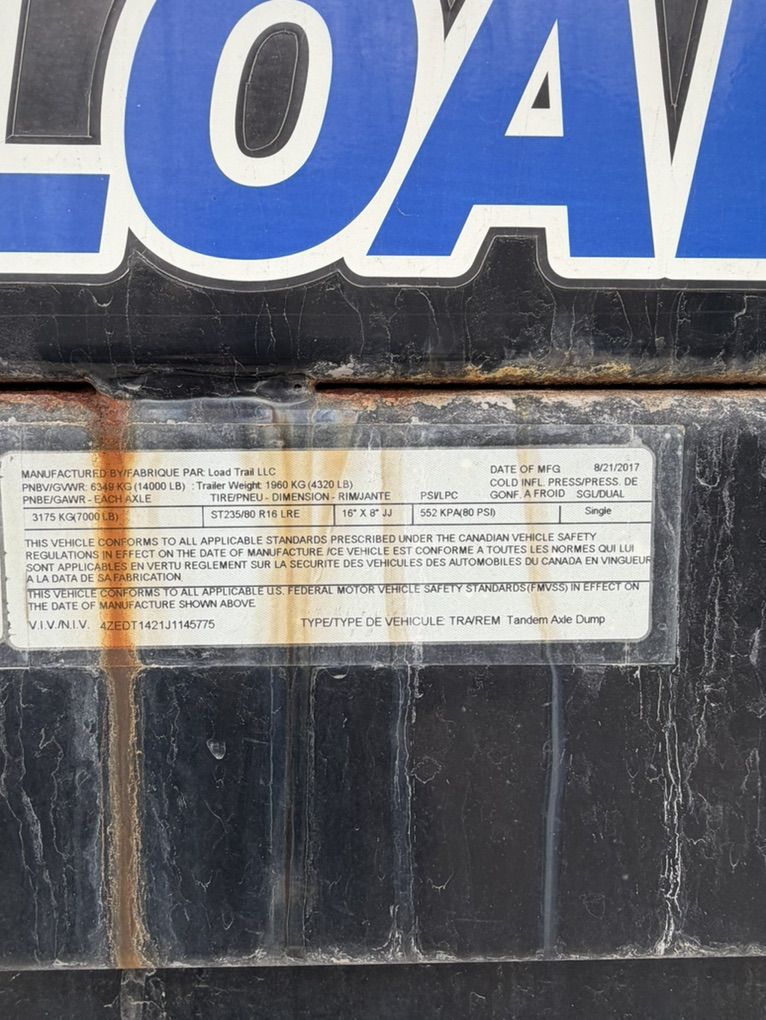 LOA
MANUFACTURED BY/FABRIQUE PAR: Load Trail LLC DATE OF MFG 8/21/2017
PNBV/GVWR: 6349 KG (14000 LB) : Trailer Weight: 1960 KG (4320 LB) COLD INFL. PRESS/PRESS. DE
PNBE/GAWR - EACH AXLE TIRE/PNEU - DIMENSION - RIM/JANTE PSI/LPC GONF. A FROID SGL/DUAL
3175 KG(7000 LB) ST235/80 R16 LRE 16" X 8" JJ 552 KPA(80 PSI) Single
THIS VEHICLE CONFORMS TO ALL APPLICABLE STANDARDS PRESCRIBED UNDER THE CANADIAN VEHICLE SAFETY
REGULATIONS IN EFFECT ON THE DATE OF MANUFACTURE /CE VEHICLE EST CONFORME A TOUTES LES NORMES QUI LUI
SONT APPLICABLES EN VERTU REGLEMENT SUR LA SECURITE DES VEHICULES DES AUTOMOBILES DU CANADA EN VINGUEUR
A LA DATA DE SA FABRICATION
THIS VEHICLE CONFORMS TO ALL APPLICABLE U.S. FEDERAL MOTOR VEHICLE SAFETY STANDARDS(FMVSS) IN EFFECT ON
THE DATE OF MANUFACTURE SHOWN ABOVE
V.I.V./N.I.V. 4ZEDT1421J1145775 TYPE/TYPE DE VEHICULE: TRA/REM Tandem Axle Dump